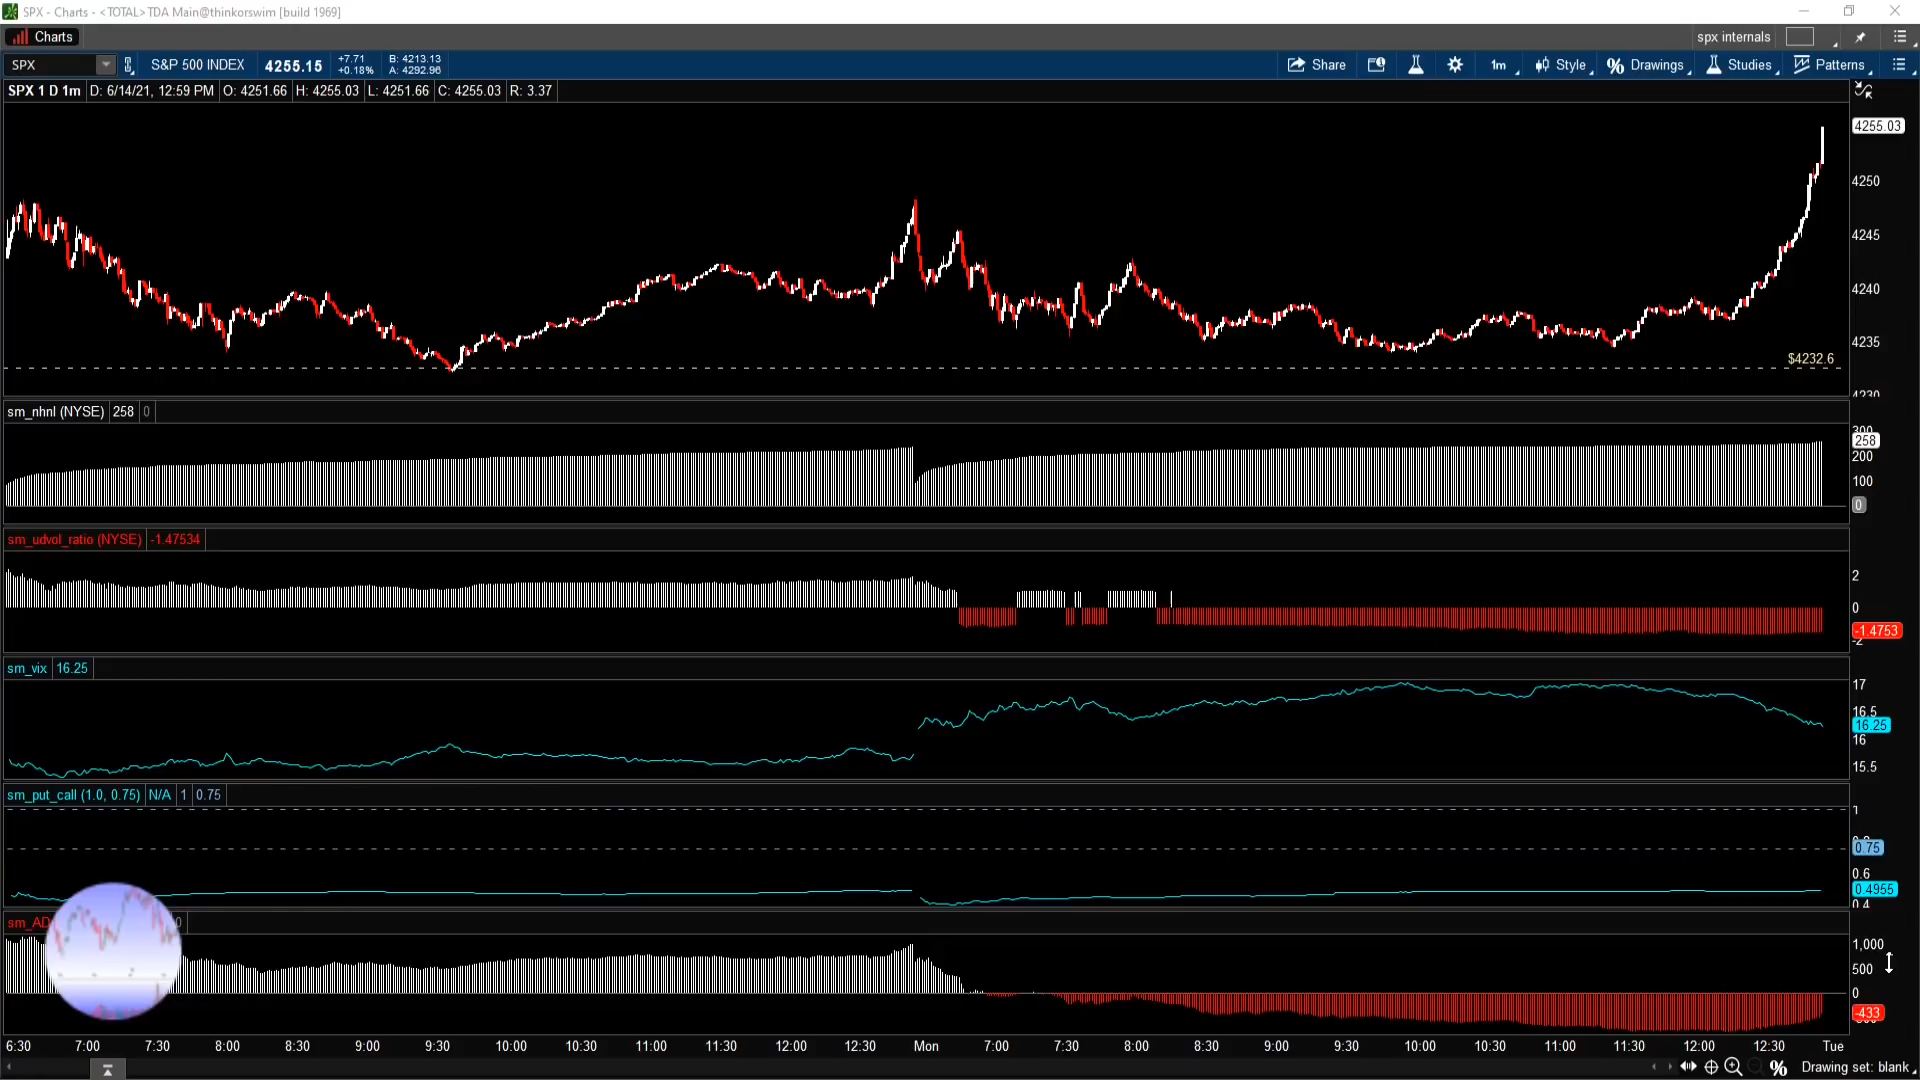 SPX - Charts - <TOTAL> TDA Main@thinkorswim [build 1969]
Charts
spx internals
SPX
S&P 500 INDEX
4255.15
+7.71
+0.18%
B: 4213.13
A: 4292.96
Share
1m
Style
% Drawings
Studies
Patterns
SPX 1 D 1m
D: 6/14/21, 12:59 PM
O: 4251.66
H: 4255.03
L: 4251.66
C: 4255.03
R: 3.37
4255.03
4250
4245
4240
4235
$4232.6
4230
sm_nhnl (NYSE) 258 0
300
258
200
100
0
sm_udvol_ratio (NYSE) -1.47534
2
0
-1.4753
-2
sm_vix 16.25
17
16.5
16.25
16
15.5
sm_put_call (1.0, 0.75) N/A 1 0.75
1
0.75
0.6
0.4955
0.4
sm_AD
0
1,000
500
0
-433
6:30 7:00 7:30 8:00 8:30 9:00 9:30 10:00 10:30 11:00 11:30 12:00 12:30 Mon 7:00 7:30 8:00 8:30 9:00 9:30 10:00 10:30 11:00 11:30 12:00 12:30 Tue
%
Drawing set: blank